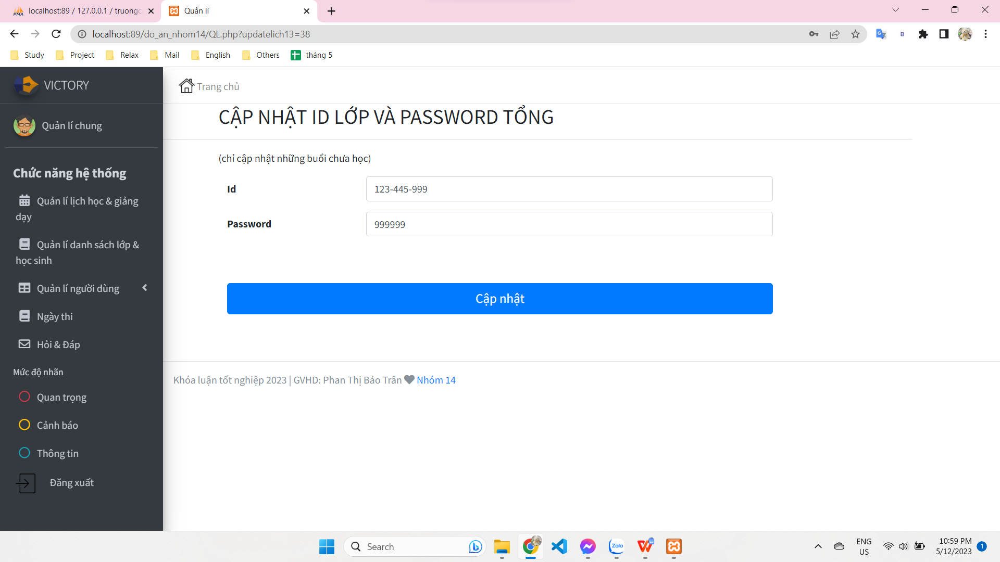 localhost:89 / 127.0.0.1 / truongc
Quản lí
localhost:89/do_an_nhom14/QL.php?updatelich13=38
Study
Project
Relax
Mail
English
Others
tháng 5
VICTORY
Trang chủ
Quản lí chung
Chức năng hệ thống
Quản lí lịch học & giảng
dạy
Quản lí danh sách lớp &
học sinh
Quản lí người dùng
Ngày thi
Hỏi & Đáp
Mức độ nhãn
Quan trọng
Cảnh báo
Thông tin
Đăng xuất
CẬP NHẬT ID LỚP VÀ PASSWORD TỔNG
(chỉ cập nhật những buổi chưa học)
Id
123-445-999
Password
999999
Cập nhật
Khóa luận tốt nghiệp 2023 | GVHD: Phan Thị Bảo Trân Nhóm 14
Search
Zalo
ENG
US
10:59 PM
5/12/2023
1